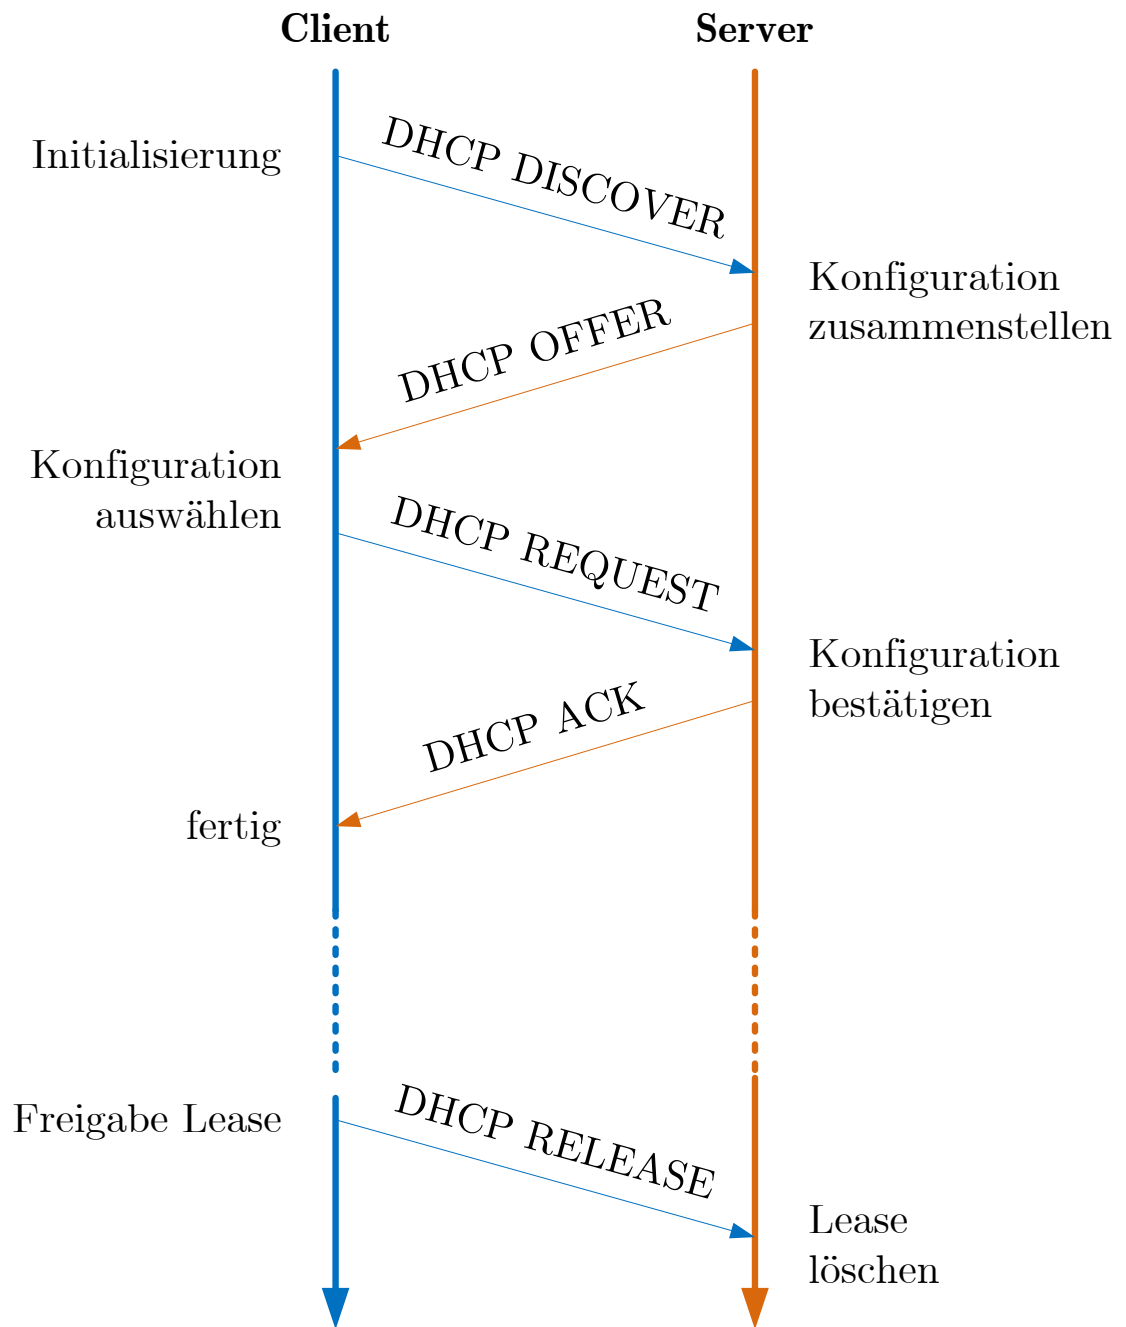 Client
Server
Initialisierung
DHCP DISCOVER
Konfiguration
zusammenstellen
DHCP OFFER
Konfiguration
auswählen
DHCP REQUEST
Konfiguration
bestätigen
DHCP ACK
fertig
Freigabe Lease
DHCP RELEASE
Lease
löschen